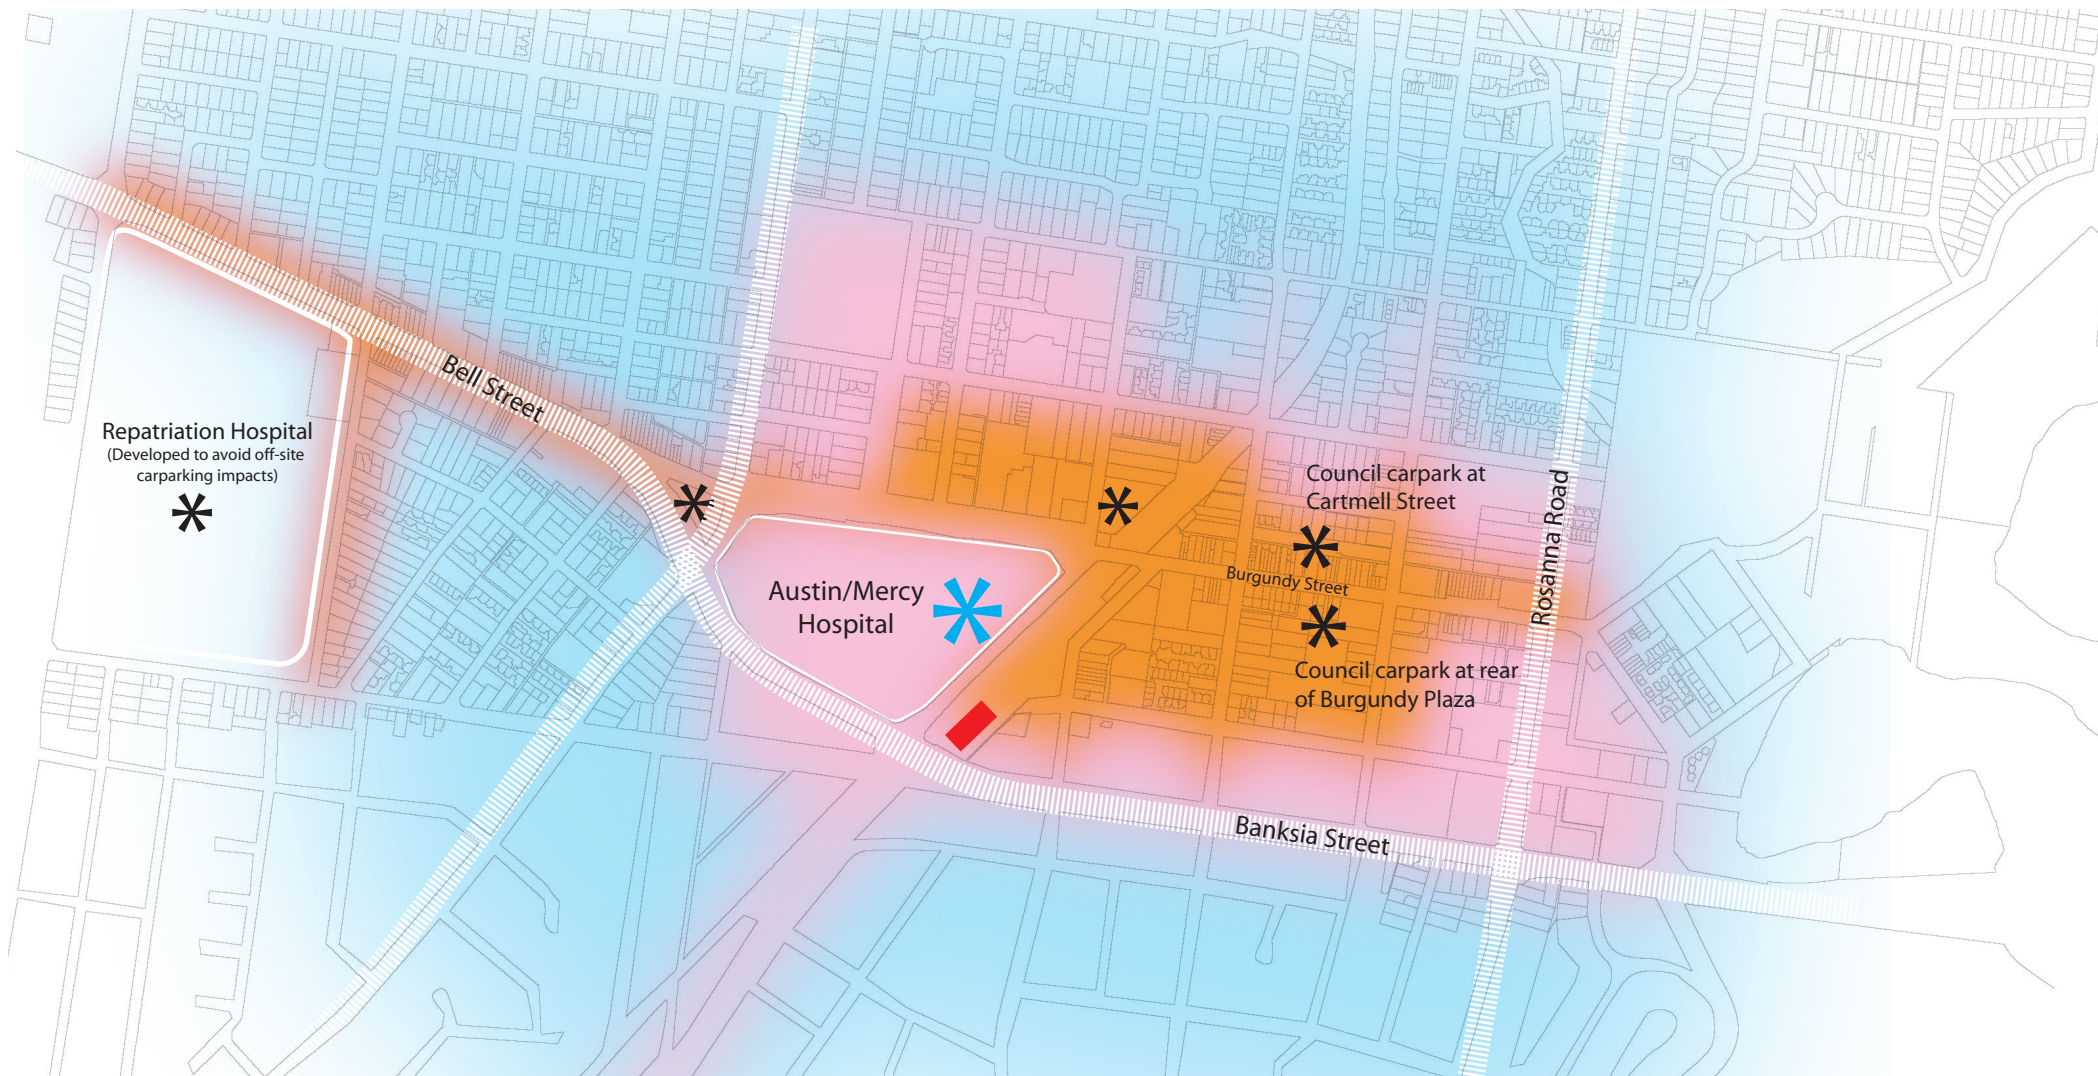 Bell Street
Repatriation Hospital
(Developed to avoid off-site
carparking impacts)
Austin/Mercy
Hospital
Council carpark at
Cartmell Street
Burgundy Street
Council carpark at rear
of Burgundy Plaza
Rosanna Road
Banksia Street